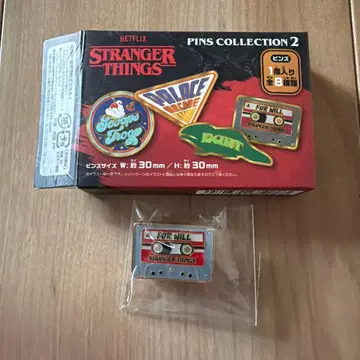 NETFLIX
STRANGER
THINGS
PINS COLLECTION 2
ピンズ
1個入り
全8種類
Scoops
Troop
PALACE
ARCADE
A
FOR WILL
STRANGER THINGS
ピンズサイズ W:約30mm/H:約30mm
A
FOR WILL
STRANGER THINGS